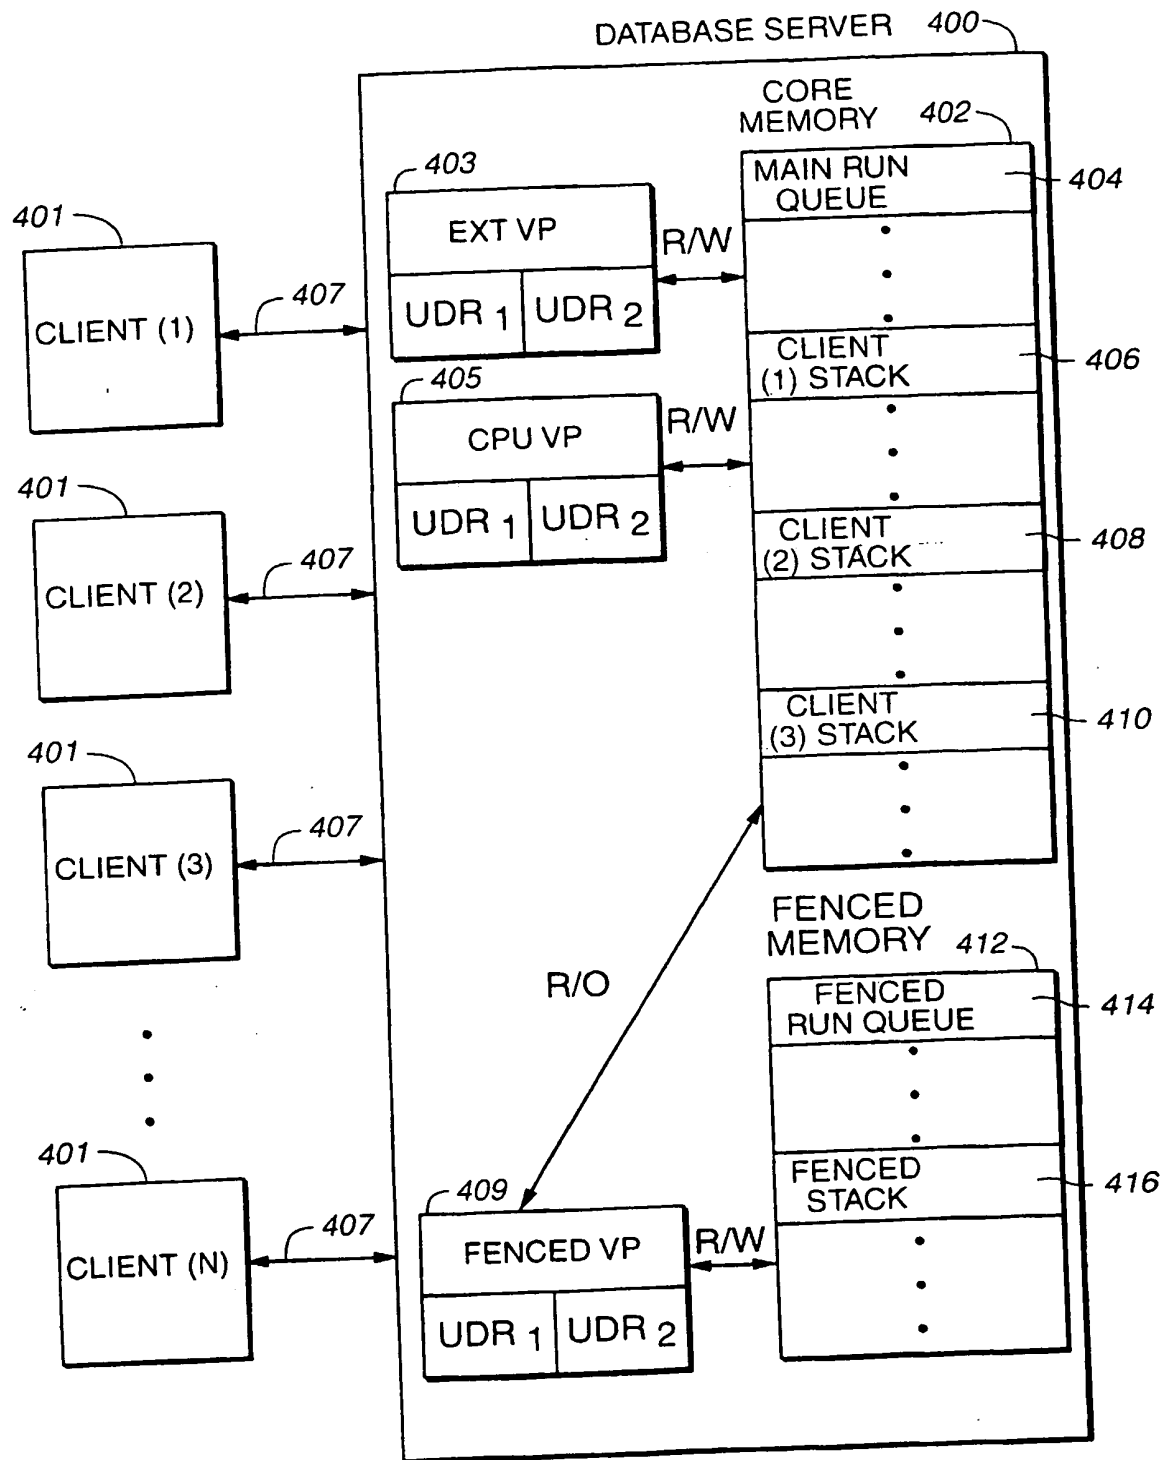 DATABASE SERVER 400
CORE
MEMORY 402
MAIN RUN
QUEUE
404
403
EXT VP
UDR 1 UDR 2
R/W
401
CLIENT (1)
407
CLIENT
(1) STACK
406
405
CPU VP
UDR 1 UDR 2
R/W
401
CLIENT (2)
407
CLIENT
(2) STACK
408
401
CLIENT (3)
407
CLIENT
(3) STACK
410
R/O
FENCED
MEMORY 412
FENCED
RUN QUEUE
414
FENCED
STACK
416
401
CLIENT (N)
407
409
FENCED VP
UDR 1 UDR 2
R/W